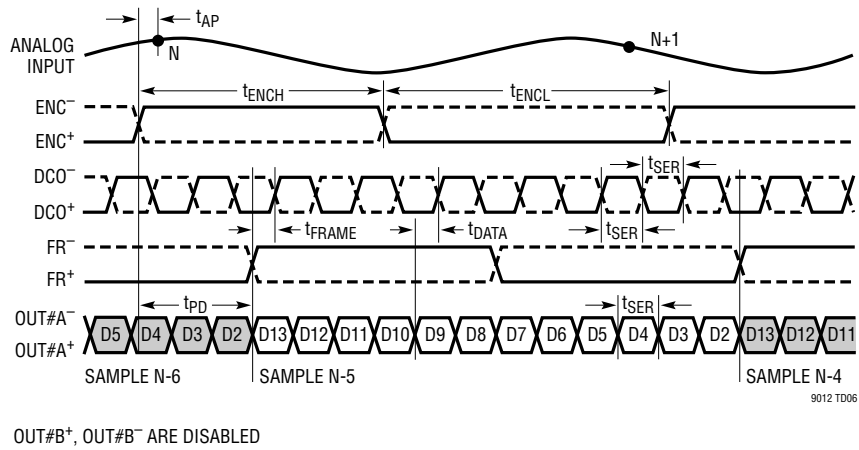 tAP
ANALOG
INPUT
N
N+1
tENCH
tENCL
ENC−
ENC+
DCO−
DCO+
tSER
tFRAME
tDATA
tSER
FR−
FR+
tPD
tSER
OUT#A−
OUT#A+
D5 D4 D3 D2 D13 D12 D11 D10 D9 D8 D7 D6 D5 D4 D3 D2 D13 D12 D11
SAMPLE N-6 SAMPLE N-5 SAMPLE N-4
9012 TD06
OUT#B+, OUT#B− ARE DISABLED